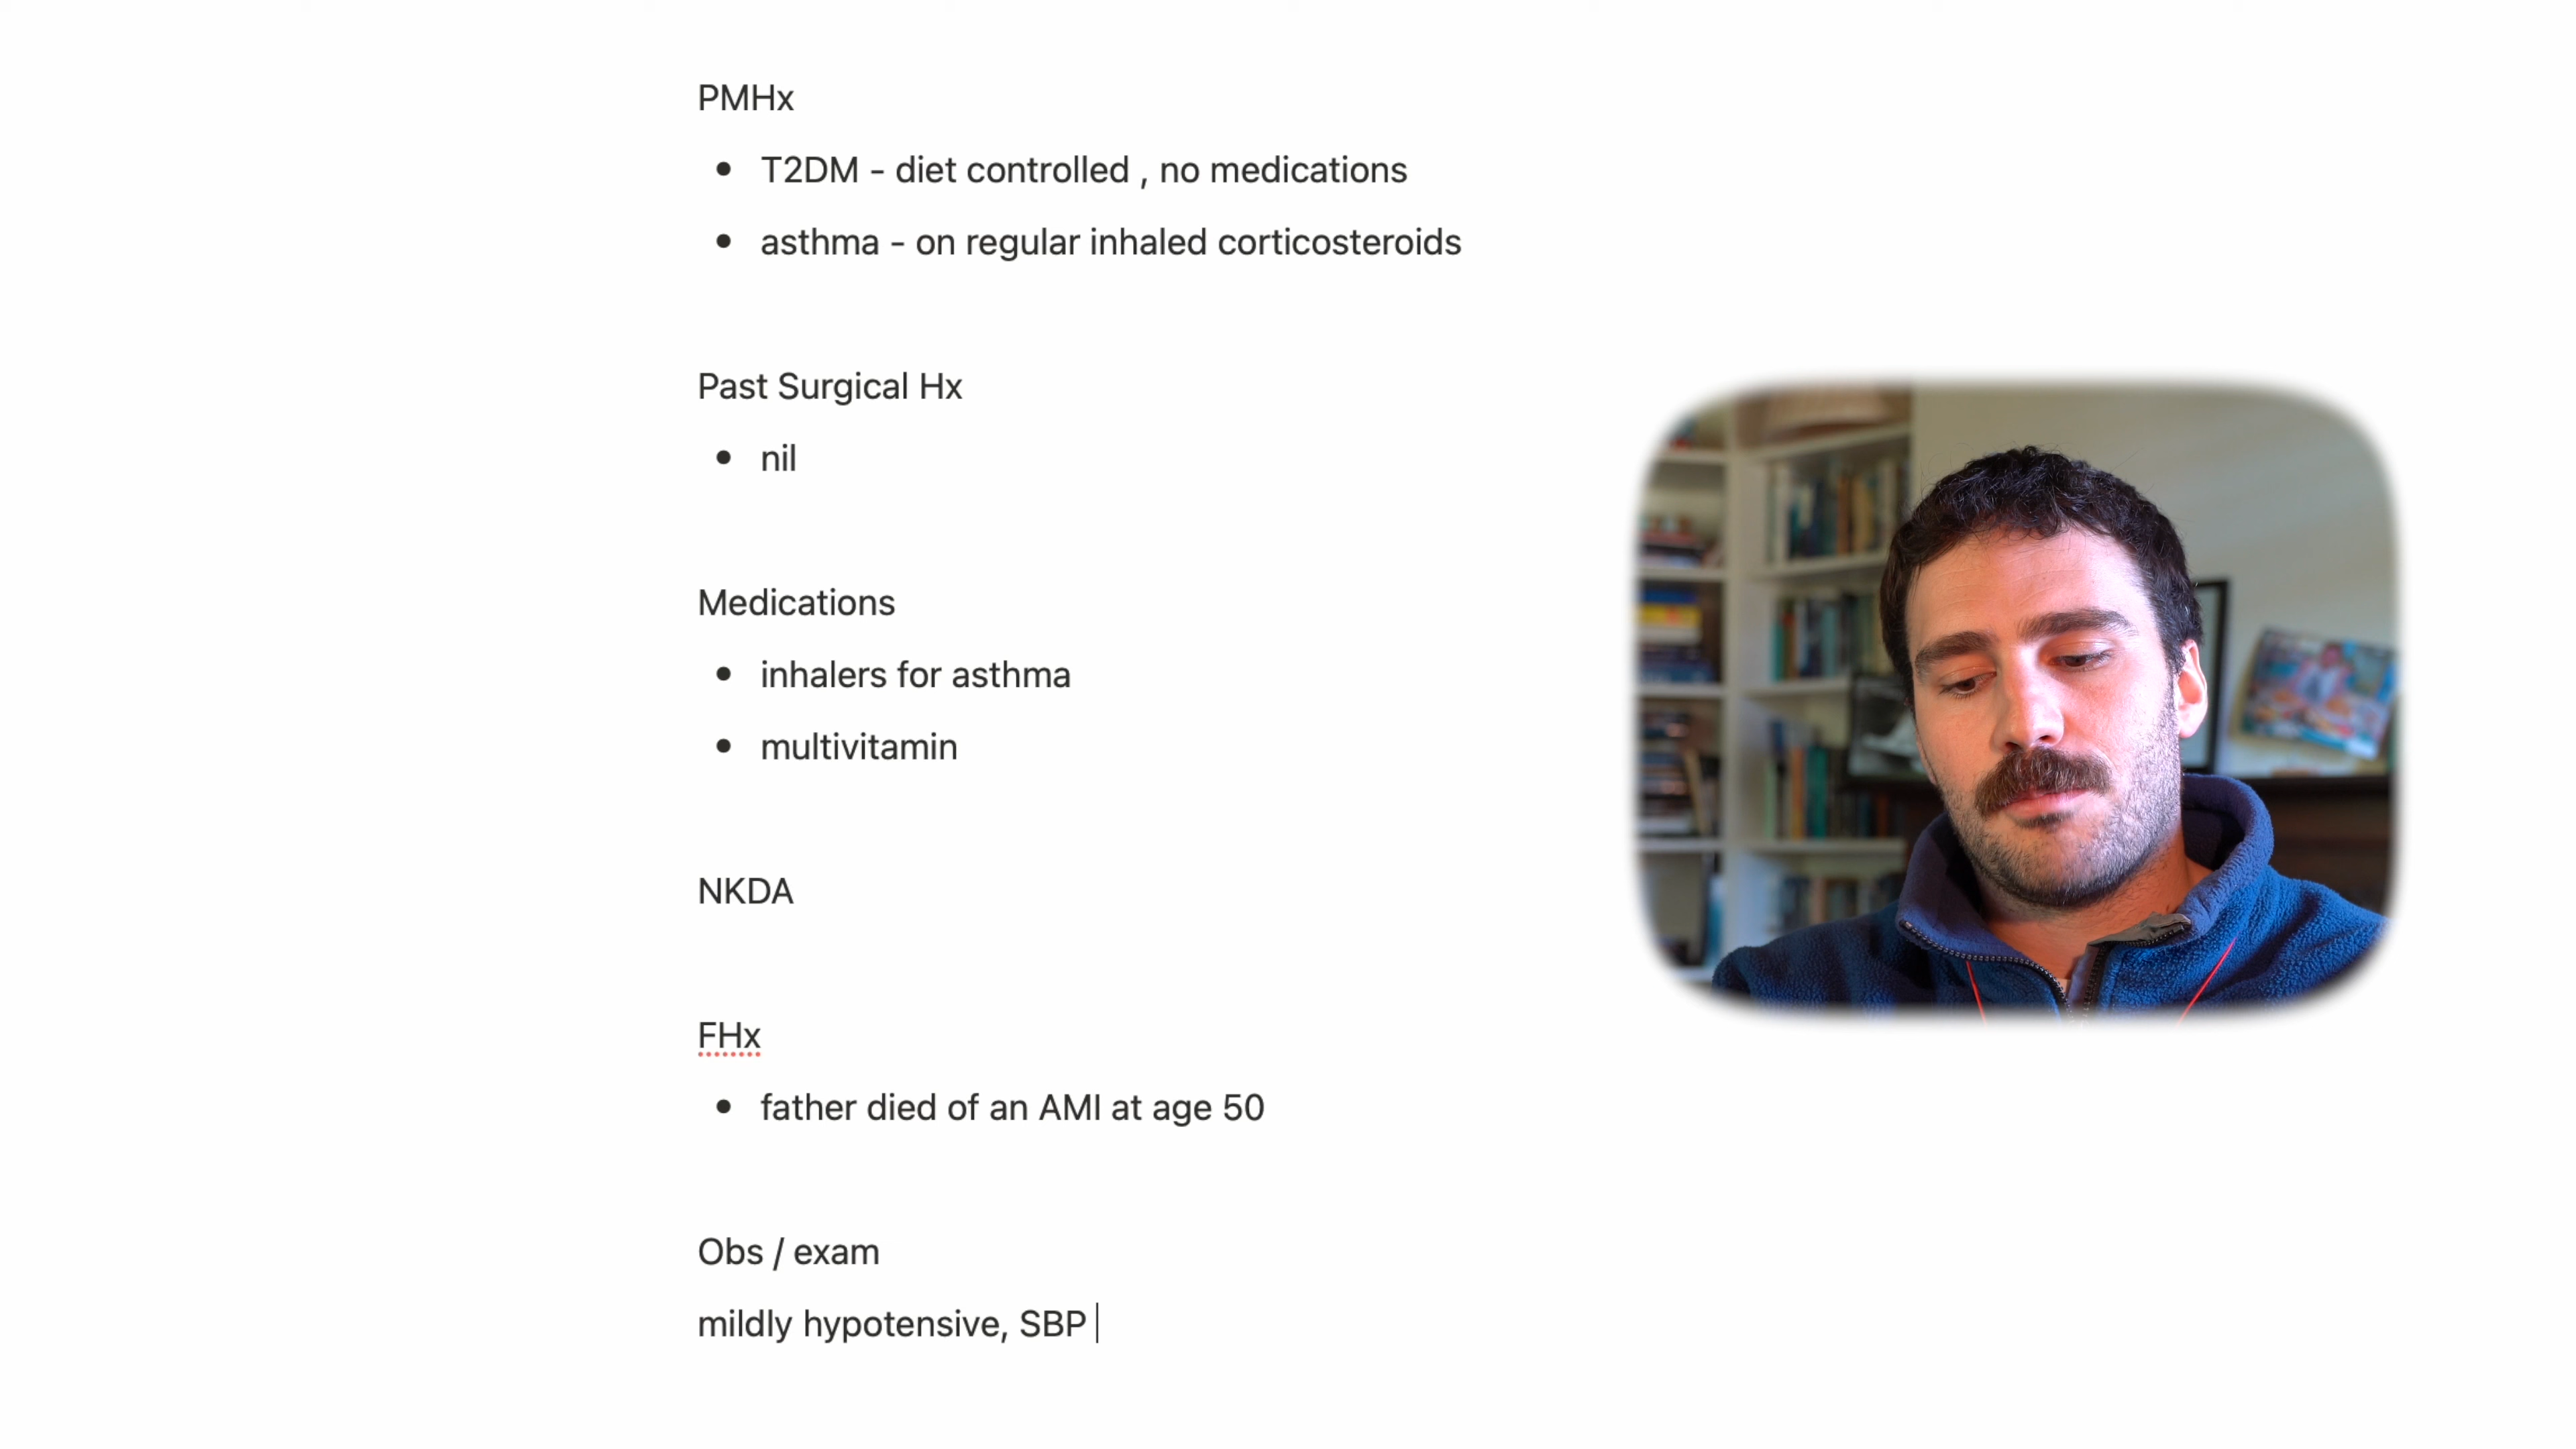 PMHx
• T2DM - diet controlled , no medications
• asthma - on regular inhaled corticosteroids
Past Surgical Hx
• nil
Medications
• inhalers for asthma
• multivitamin
NKDA
FHx
• father died of an AMI at age 50
Obs / exam
mildly hypotensive, SBP